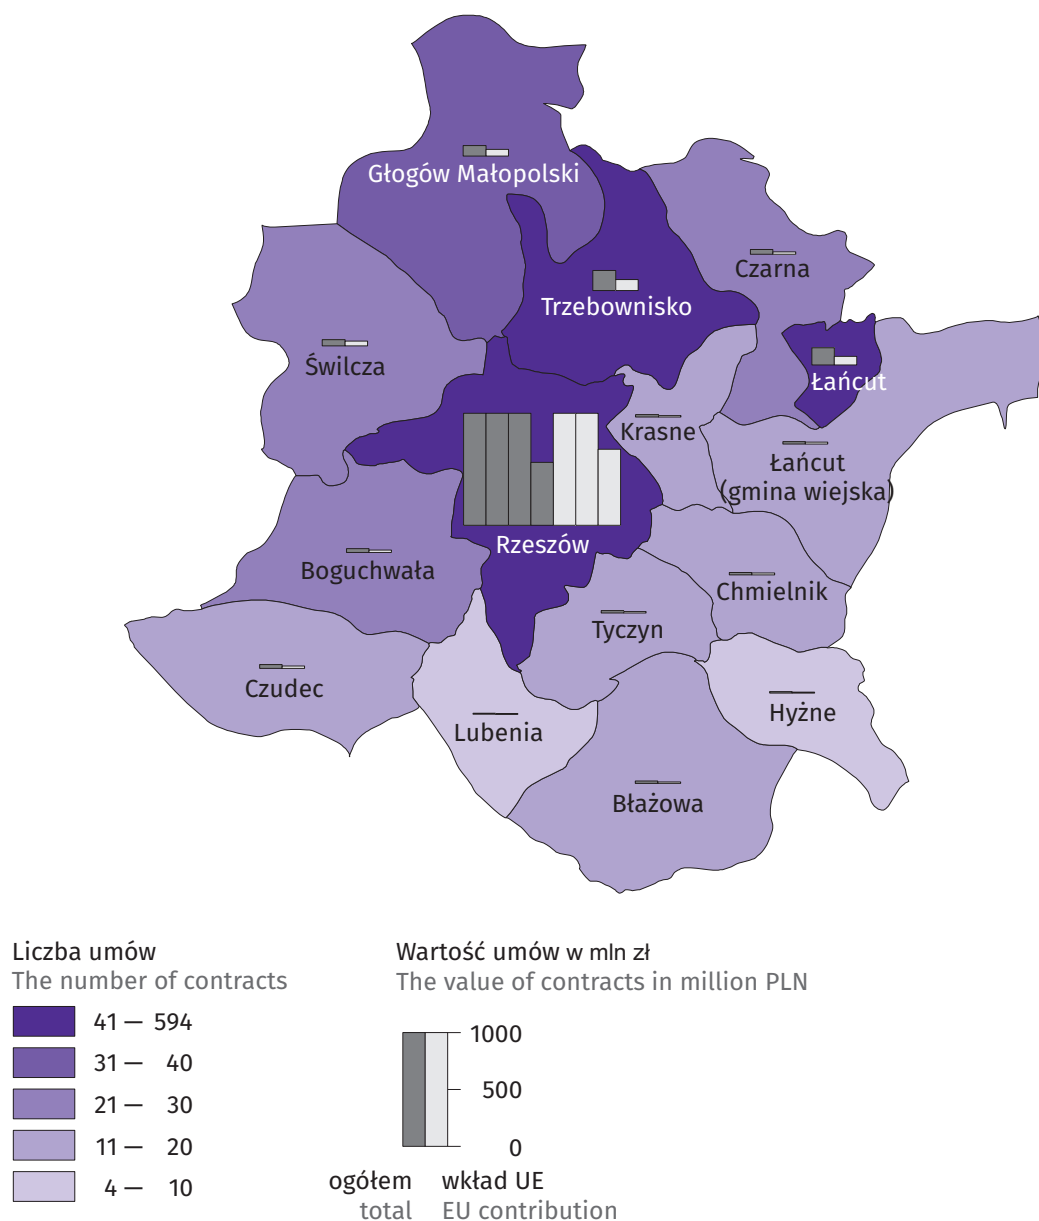 Głogów Małopolski
Czarna
Trzebownisko
Świlcza
Łańcut
Krasne
Łańcut
(gmina wiejska)
Rzeszów
Boguchwała
Chmielnik
Tyczyn
Czudec
Hyżne
Lubenia
Błażowa
Liczba umów
The number of contracts
41 — 594
31 — 40
21 — 30
11 — 20
4 — 10
Wartość umów w mln zł
The value of contracts in million PLN
1000
500
0
ogółem wkład UE
total EU contribution